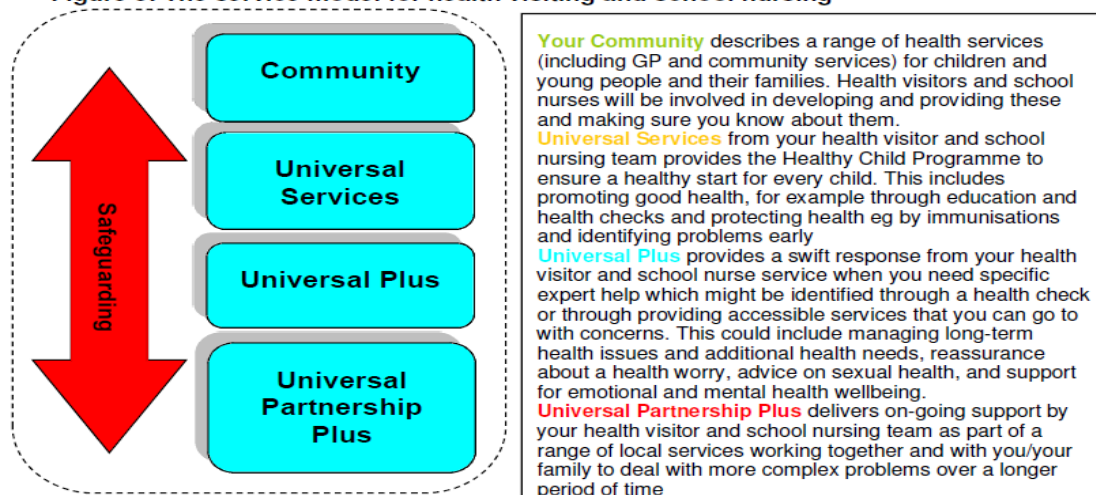 Community
Universal
Services
Universal Plus
Universal
Partnership
Plus
Safeguarding
Your Community describes a range of health services
(including GP and community services) for children and
young people and their families. Health visitors and school
nurses will be involved in developing and providing these
and making sure you know about them.
Universal Services from your health visitor and school
nursing team provides the Healthy Child Programme to
ensure a healthy start for every child. This includes
promoting good health, for example through education and
health checks and protecting health eg by immunisations
and identifying problems early
Universal Plus provides a swift response from your health
visitor and school nurse service when you need specific
expert help which might be identified through a health check
or through providing accessible services that you can go to
with concerns. This could include managing long-term
health issues and additional health needs, reassurance
about a health worry, advice on sexual health, and support
for emotional and mental health wellbeing.
Universal Partnership Plus delivers on-going support by
your health visitor and school nursing team as part of a
range of local services working together and with you/your
family to deal with more complex problems over a longer
period of time